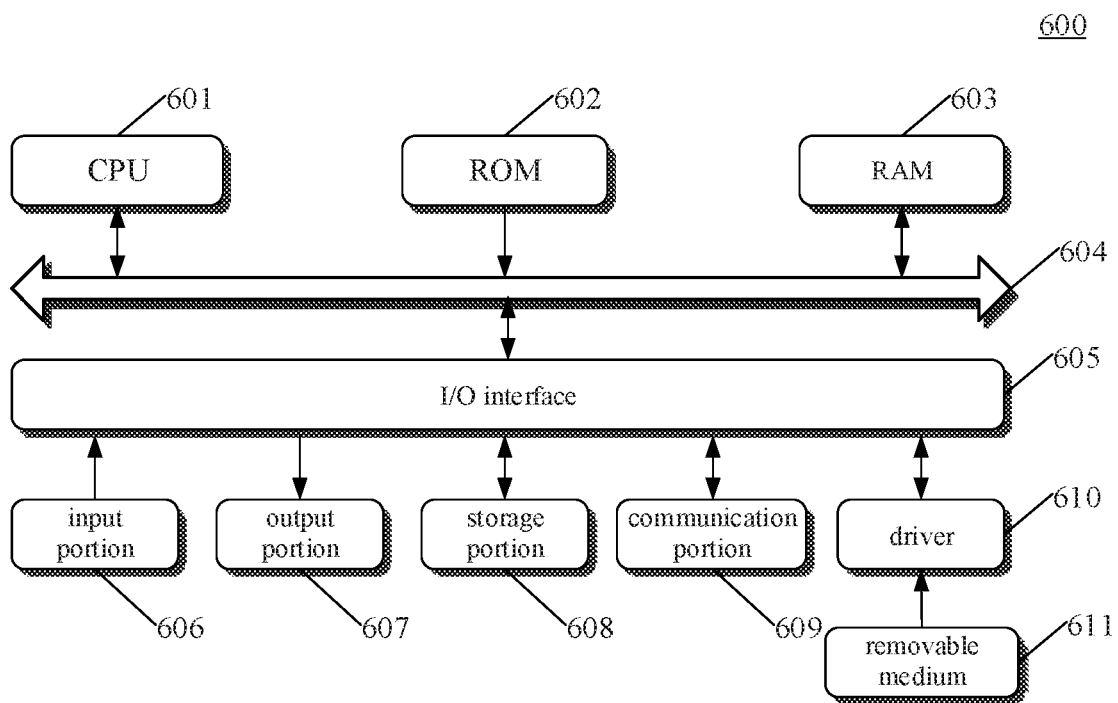 600
601
602
603
CPU
ROM
RAM
604
605
I/O interface
input
portion
output
portion
storage
portion
communication
portion
driver
610
606
607
608
609
removable
medium
611